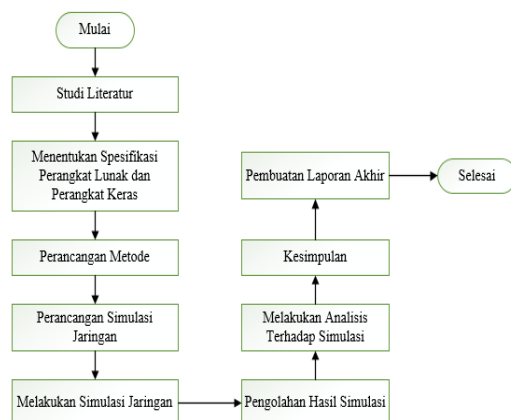 Mulai
Studi Literatur
Menentukan Spesifikasi
Perangkat Lunak dan
Perangkat Keras
Perancangan Metode
Perancangan Simulasi
Jaringan
Melakukan Simulasi Jaringan
Pengolahan Hasil Simulasi
Melakukan Analisis
Terhadap Simulasi
Kesimpulan
Pembuatan Laporan Akhir
Selesai